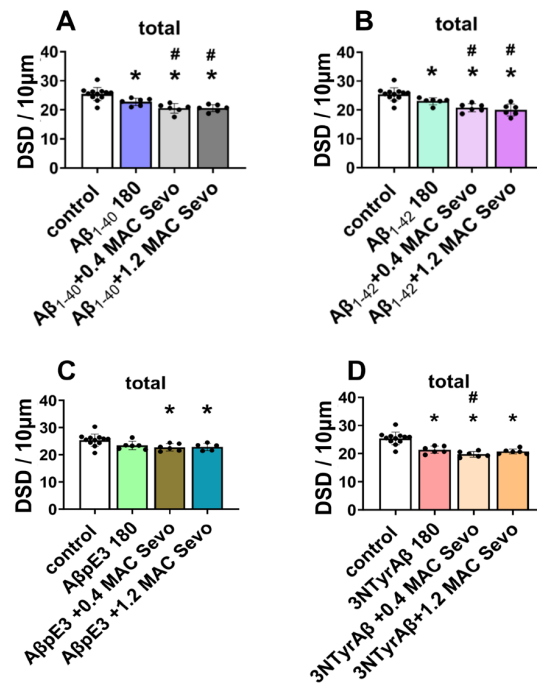 A
total
# #
* * *
DSD / 10µm
40
30
20
10
0
control
Aβ1-40 180
Aβ1-40+0.4 MAC Sevo
Aβ1-40+1.2 MAC Sevo
B
total
# #
* * *
DSD / 10µm
40
30
20
10
0
control
Aβ1-42 180
Aβ1-42+0.4 MAC Sevo
Aβ1-42+1.2 MAC Sevo
C
total
* *
DSD / 10µm
40
30
20
10
0
control
AβpE3 180
AβpE3 +0.4 MAC Sevo
AβpE3 +1.2 MAC Sevo
D
total
#
* * *
DSD / 10µm
40
30
20
10
0
control
3NTyrAβ 180
3NTyrAβ +0.4 MAC Sevo
3NTyrAβ+1.2 MAC Sevo